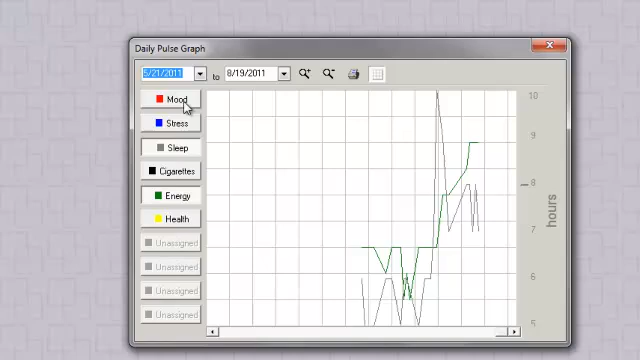 Daily Pulse Graph
5/21/2011 to 8/19/2011
Mood
Stress
Sleep
Cigarettes
Energy
Health
Unassigned
Unassigned
Unassigned
Unassigned
10
9
8
7
6
5
hours